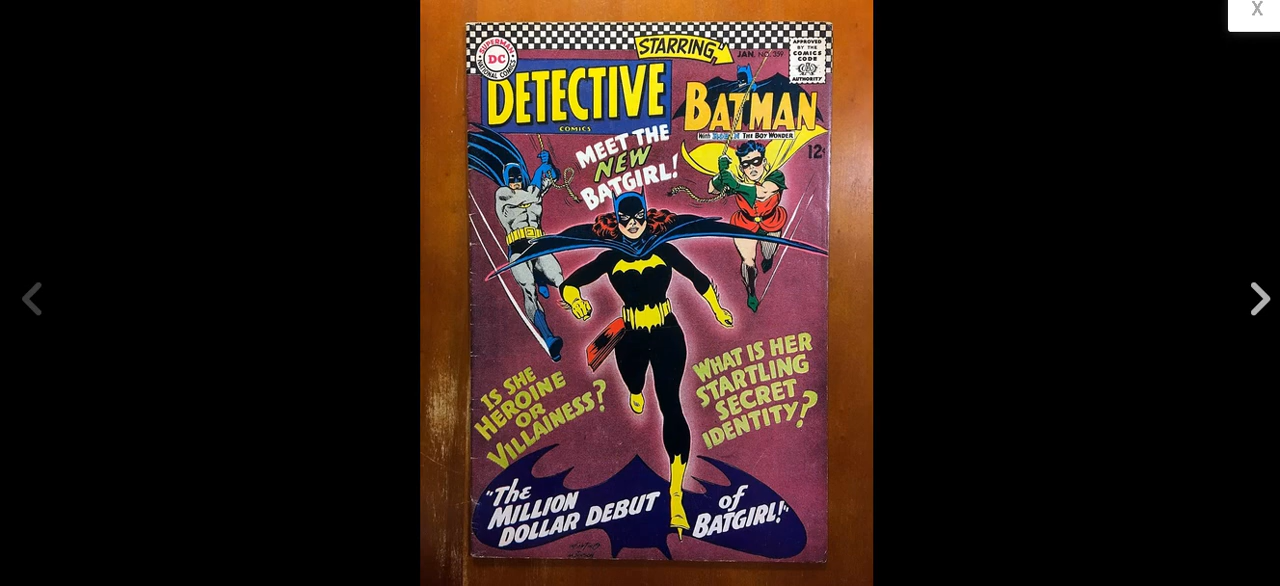 STARRING
JAN. NO. 359
APPROVED
BY THE
COMICS
CODE
AUTHORITY
SUPERMAN
DC
NATIONAL COMICS
DETECTIVE
COMICS
BATMAN
With ROBIN THE BOY WONDER
12¢
MEET THE
NEW
BATGIRL!
IS SHE
HEROINE
OR
VILLAINESS?
WHAT IS HER
STARTLING
SECRET
IDENTITY?
"The
MILLION
DOLLAR DEBUT
of
BATGIRL!"
X